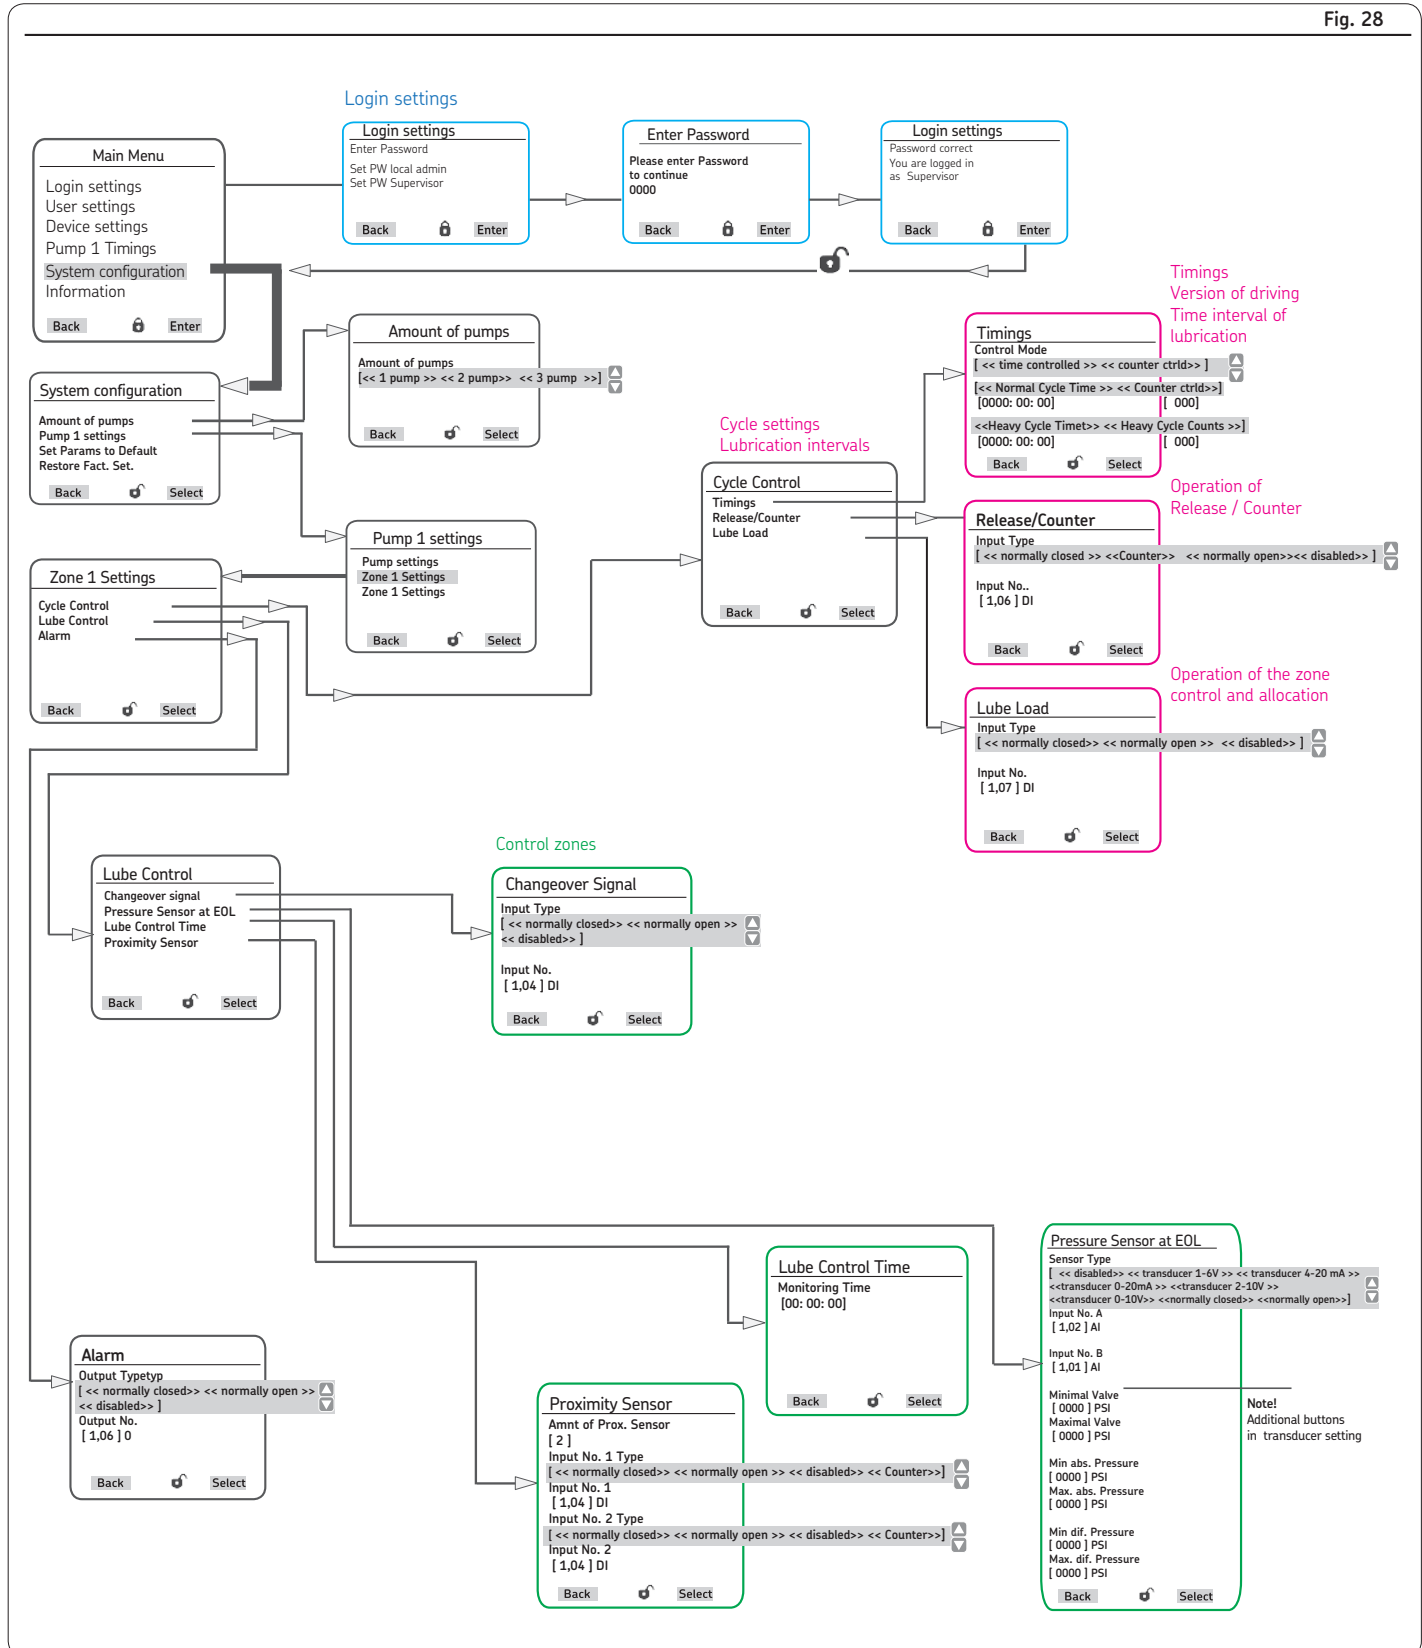 Fig. 28
Login settings
Main Menu
Login settings
User settings
Device settings
Pump 1 Timings
System configuration
Information
Back Enter
Login settings
Enter Password
Set PW local admin
Set PW Supervisor
Back Enter
Enter Password
Please enter Password
to continue
0000
Back Enter
Login settings
Password correct
You are logged in
as Supervisor
Back Enter
System configuration
Amount of pumps
Pump 1 settings
Set Params to Default
Restore Fact. Set.
Back Select
Amount of pumps
Amount of pumps
[<< 1 pump >> << 2 pump>> << 3 pump >>]
Back Select
Pump 1 settings
Pump settings
Zone 1 Settings
Zone 1 Settings
Back Select
Zone 1 Settings
Cycle Control
Lube Control
Alarm
Back Select
Cycle settings
Lubrication intervals
Cycle Control
Timings
Release/Counter
Lube Load
Back Select
Timings
Version of driving
Time interval of
lubrication
Timings
Control Mode
[ << time controlled >> << counter ctrld>> ]
[<< Normal Cycle Time >> << Counter ctrld>>]
[0000: 00: 00] [ 000]
<<Heavy Cycle Timet>> << Heavy Cycle Counts >>]
[0000: 00: 00] [ 000]
Back Select
Operation of
Release / Counter
Release/Counter
Input Type
[ << normally closed >> <<Counter>> << normally open>><< disabled>> ]
Input No..
[ 1,06 ] DI
Back Select
Operation of the zone
control and allocation
Lube Load
Input Type
[ << normally closed>> << normally open >> << disabled>> ]
Input No.
[ 1,07 ] DI
Back Select
Lube Control
Changeover signal
Pressure Sensor at EOL
Lube Control Time
Proximity Sensor
Back Select
Control zones
Changeover Signal
Input Type
[ << normally closed>> << normally open >>
<< disabled>> ]
Input No.
[ 1,04 ] DI
Back Select
Alarm
Output Typetyp
[ << normally closed>> << normally open >>
<< disabled>> ]
Output No.
[ 1,06 ] 0
Back Select
Proximity Sensor
Amnt of Prox. Sensor
[ 2 ]
Input No. 1 Type
[ << normally closed>> << normally open >> << disabled>> << Counter>>]
Input No. 1
[ 1,04 ] DI
Input No. 2 Type
[ << normally closed>> << normally open >> << disabled>> << Counter>>]
Input No. 2
[ 1,04 ] DI
Back Select
Lube Control Time
Monitoring Time
[00: 00: 00]
Back Select
Pressure Sensor at EOL
Sensor Type
[ << disabled>> << transducer 1-6V >> << transducer 4-20 mA >>
<<transducer 0-20mA >> <<transducer 2-10V >>
<<transducer 0-10V>> <<normally closed>> <<normally open>>]
Input No. A
[ 1,02 ] AI
Input No. B
[ 1,01 ] AI
Minimal Valve
[ 0000 ] PSI
Maximal Valve
[ 0000 ] PSI
Min abs. Pressure
[ 0000 ] PSI
Max. abs. Pressure
[ 0000 ] PSI
Min dif. Pressure
[ 0000 ] PSI
Max. dif. Pressure
[ 0000 ] PSI
Back Select
Note!
Additional buttons
in transducer setting